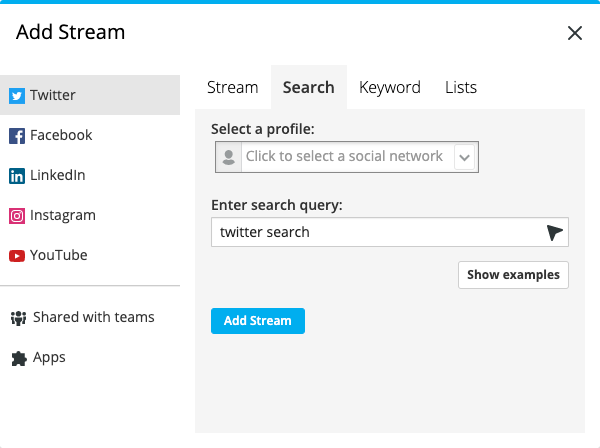 Add Stream
Twitter
Facebook
LinkedIn
Instagram
YouTube
Shared with teams
Apps
Stream Search Keyword Lists
Select a profile:
Click to select a social network
Enter search query:
twitter search
Show examples
Add Stream